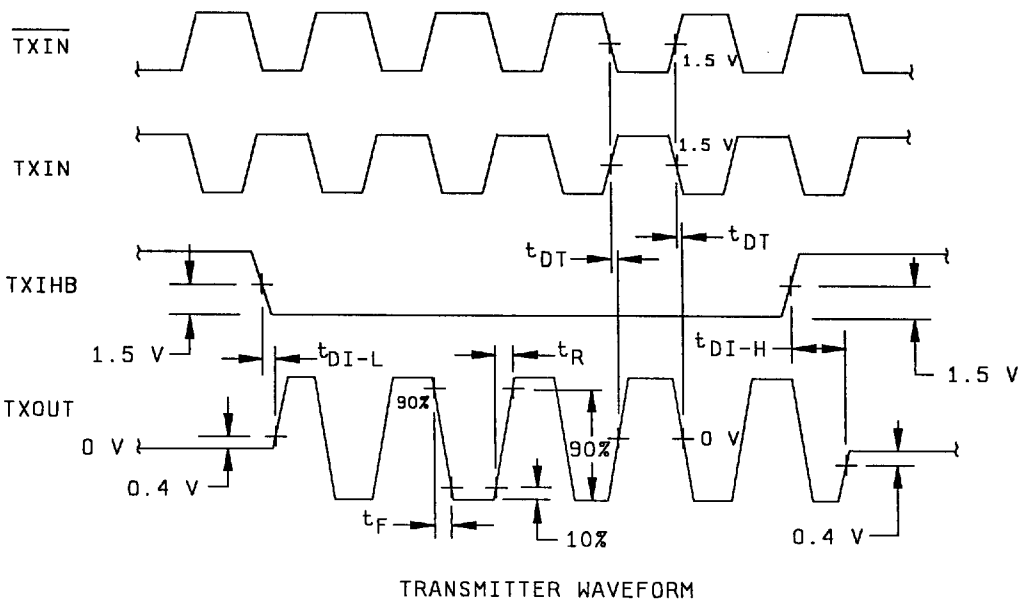 TXIN
1.5 V
TXIN
1.5 V
tDT
tDT
TXIHB
1.5 V
tDI-L
tR
tDI-H
1.5 V
TXOUT
90%
0 V
90%
0 V
0.4 V
tF
10%
0.4 V
TRANSMITTER WAVEFORM